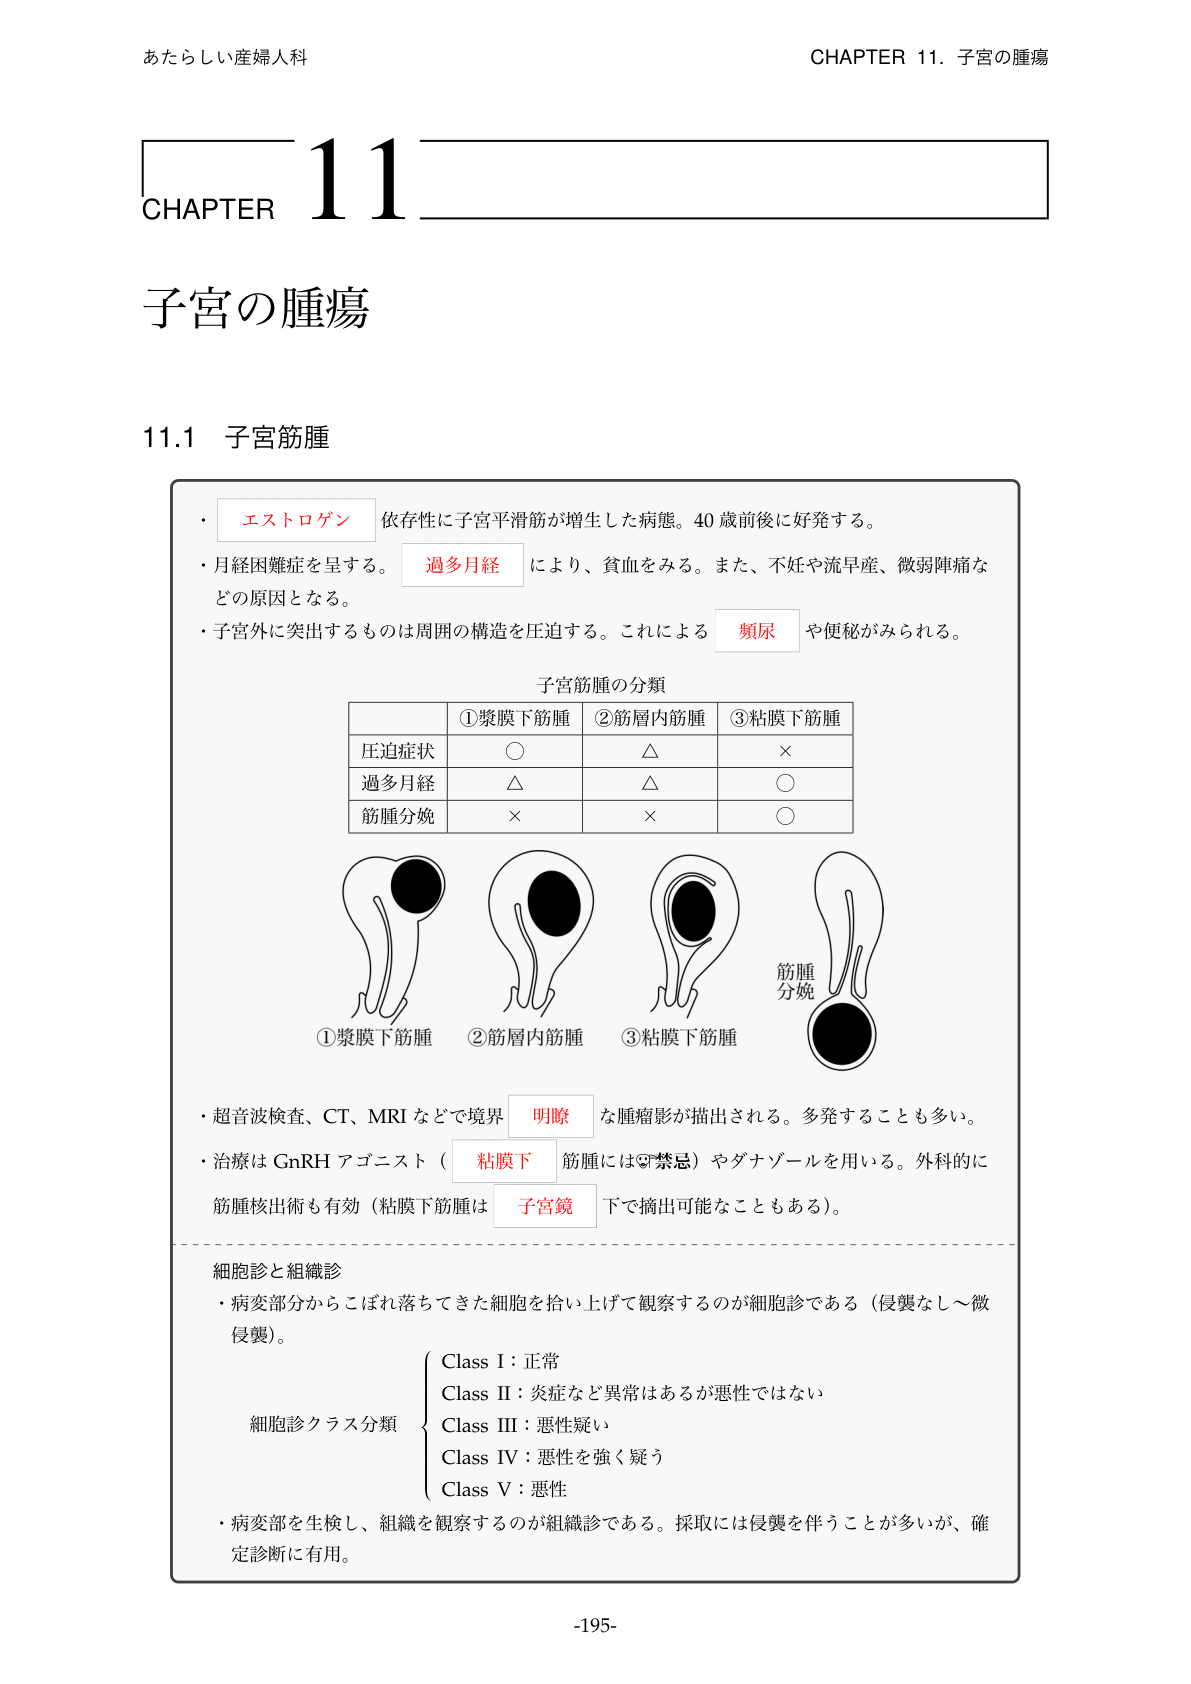 あたらしい産婦人科 CHAPTER 11. 子宮の腫瘍
CHAPTER 11
子宮の腫瘍
11.1 子宮筋腫
・ エストロゲン 依存性に子宮平滑筋が増生した病態。40 歳前後に好発する。
・月経困難症を呈する。 過多月経 により、貧血をみる。また、不妊や流早産、微弱陣痛な
どの原因となる。
・子宮外に突出するものは周囲の構造を圧迫する。これによる 頻尿 や便秘がみられる。
子宮筋腫の分類
①漿膜下筋腫 ②筋層内筋腫 ③粘膜下筋腫
圧迫症状 ○ △ ×
過多月経 △ △ ○
筋腫分娩 × × ○
筋腫
分娩
①漿膜下筋腫 ②筋層内筋腫 ③粘膜下筋腫
・超音波検査、CT、MRI などで境界 明瞭 な腫瘤影が描出される。多発することも多い。
・治療は GnRH アゴニスト（ 粘膜下 筋腫には禁忌）やダナゾールを用いる。外科的に
筋腫核出術も有効（粘膜下筋腫は 子宮鏡 下で摘出可能なこともある）。
細胞診と組織診
・病変部分からこぼれ落ちてきた細胞を拾い上げて観察するのが細胞診である（侵襲なし〜微
侵襲）。
細胞診クラス分類
Class I：正常
Class II：炎症など異常はあるが悪性ではない
Class III：悪性疑い
Class IV：悪性を強く疑う
Class V：悪性
・病変部を生検し、組織を観察するのが組織診である。採取には侵襲を伴うことが多いが、確
定診断に有用。
-195-